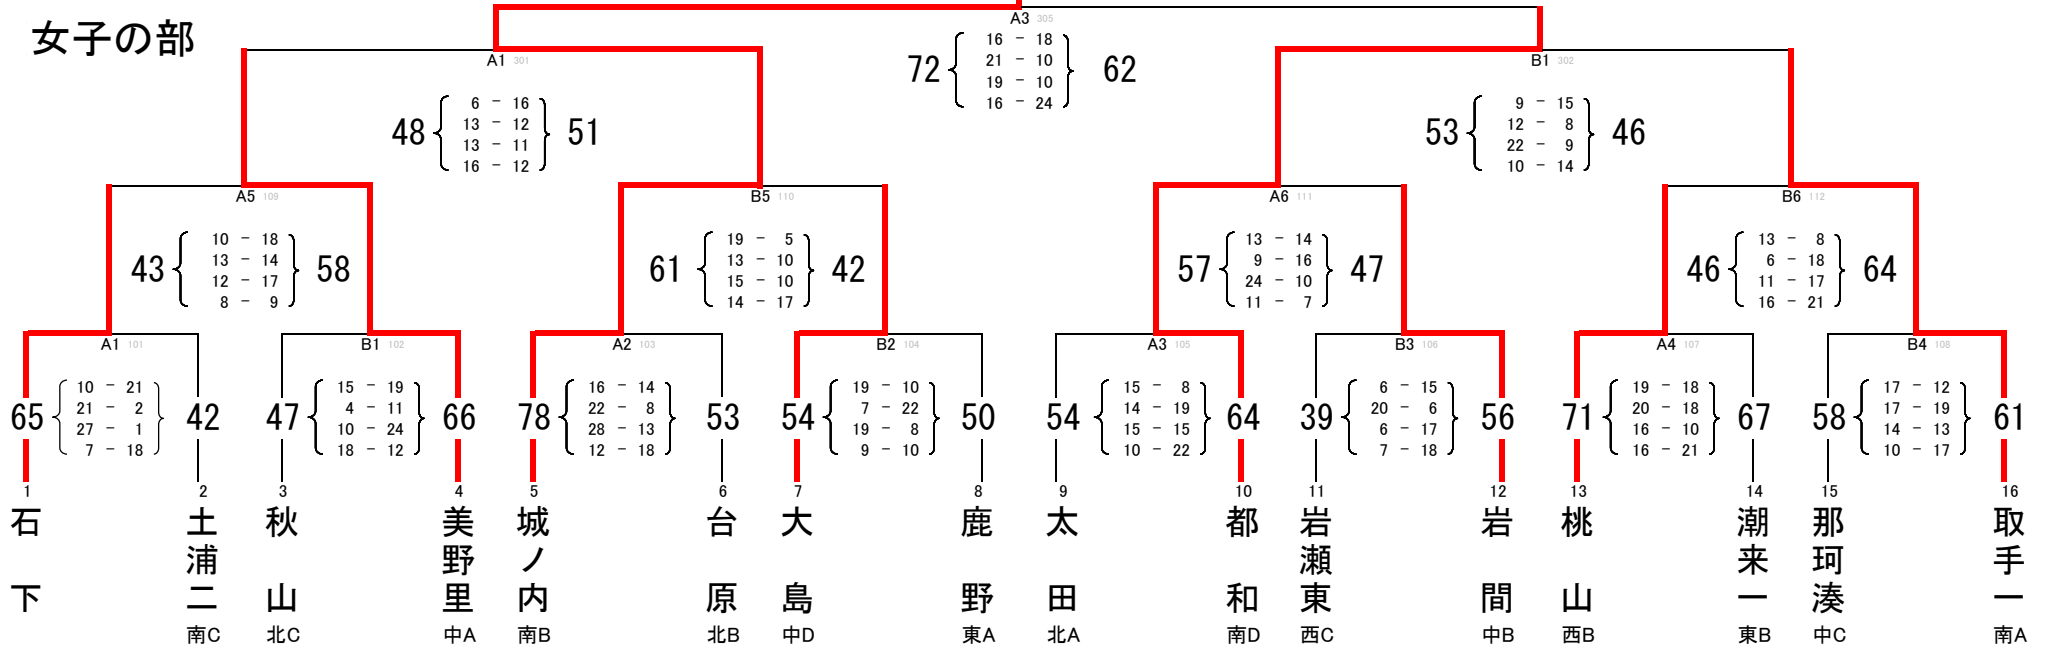 女子の部
A3 305
72 16 - 18 62
21 - 10
19 - 10
16 - 24
A1 301
48 6 - 16 51
13 - 12
13 - 11
16 - 12
B1 302
53 9 - 15 46
12 - 8
22 - 9
10 - 14
A5 109
43 10 - 18 58
13 - 14
12 - 17
8 - 9
B5 110
61 19 - 5 42
13 - 10
15 - 10
14 - 17
A6 111
57 13 - 14 47
9 - 16
24 - 10
11 - 7
B6 112
46 13 - 8 64
6 - 18
11 - 17
16 - 21
A1 101
65 10 - 21 42
21 - 2
27 - 1
7 - 18
B1 102
47 15 - 19 66
4 - 11
10 - 24
18 - 12
A2 103
78 16 - 14 53
22 - 8
28 - 13
12 - 18
B2 104
54 19 - 10 50
7 - 22
19 - 8
9 - 10
A3 105
54 15 - 8 64
14 - 19
15 - 15
10 - 22
B3 106
39 6 - 15 56
20 - 6
6 - 17
7 - 18
A4 107
71 19 - 18 67
20 - 18
16 - 10
16 - 21
B4 108
58 17 - 12 61
17 - 19
14 - 13
10 - 17
1 石下
2 土浦二 南C
3 秋山 北C
4 美野里 中A
5 城ノ内 南B
6 台原 北B
7 大島 中D
8 鹿野 東A
9 太田 北A
10 都和 南D
11 岩瀬東 西C
12 岩間 中B
13 桃山 西B
14 潮来一 東B
15 那珂湊 中C
16 取手一 南A